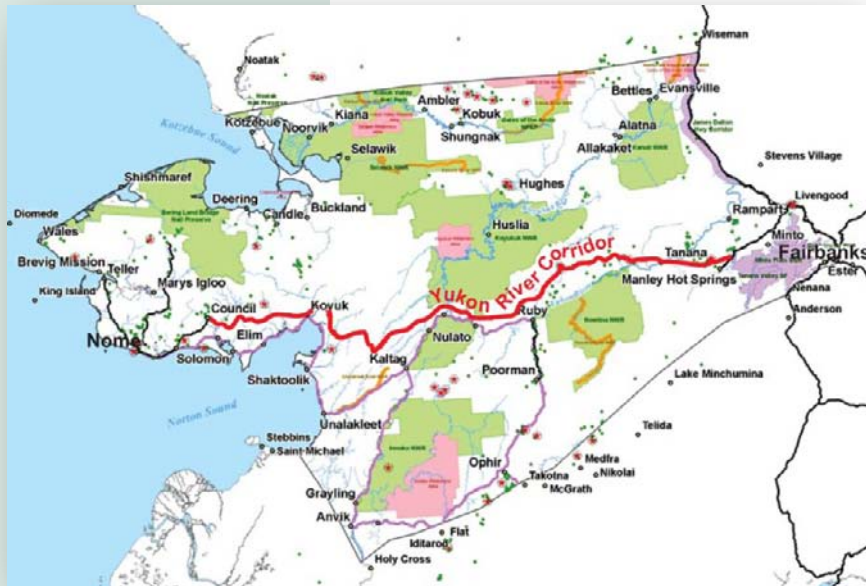 Wiseman
Noatak
Ambler
Kobuk
Bettles
Evansville
Kiana
Kotzebue Sound
Kotzebue
Noorvik
Shungnak
Alatna
Selawik
Allakaket
Stevens Village
Shishmaref
Deering
Hughes
Candle
Buckland
Livengood
Rampart
Diomede
Wales
Huslia
Minto
Brevig Mission
Teller
Tanana
Fairbanks
Ester
Marys Igloo
Yukon River Corridor
Manley Hot Springs
Nenana
King Island
Council
Koyuk
Ruby
Anderson
Nome
Elim
Nulato
Solomon
Kaltag
Shaktoolik
Poorman
Lake Minchumina
Norton Sound
Unalakleet
Telida
Stebbins
Saint-Michael
Ophir
Medfra
Takotna
Nikolai
McGrath
Grayling
Anvik
Flat
Iditarod
Holy Cross